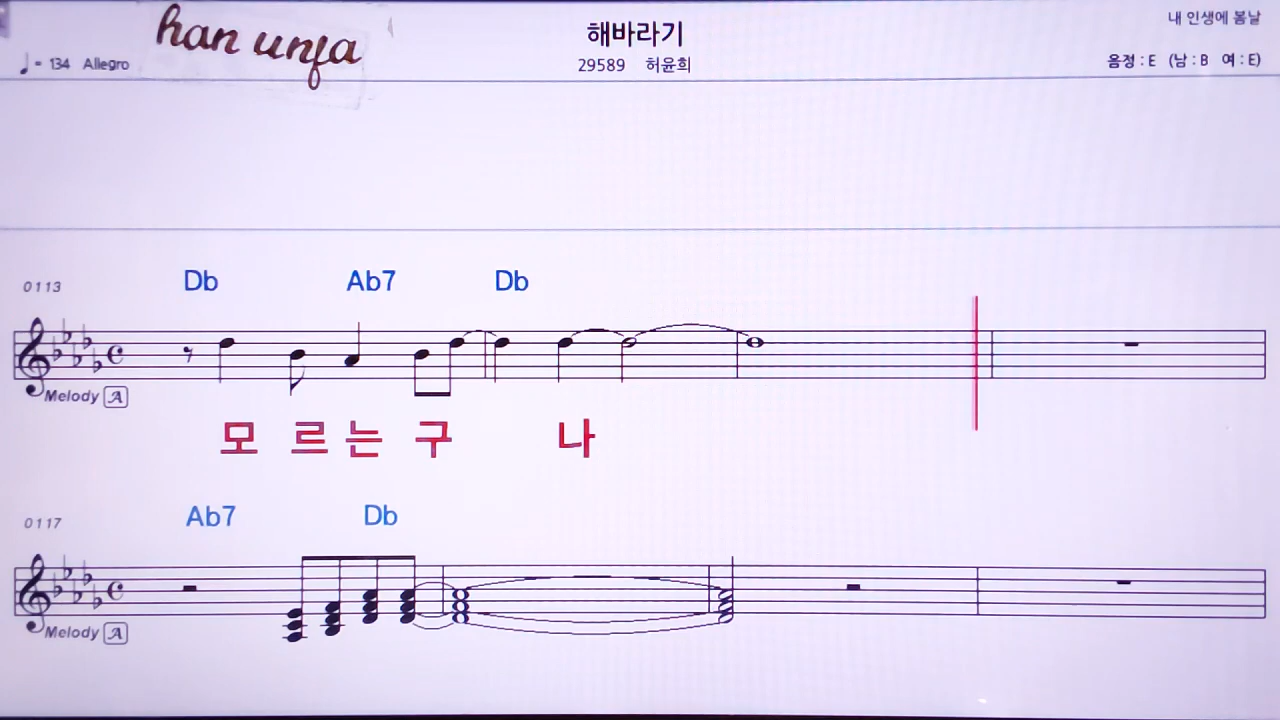 han unfa
해바라기
내 인생에 봄날
♩ = 134 Allegro
29589 허윤희
음정 : E (남 : B 여 : E)
0113
Db Ab7 Db
Melody A
모 르 는 구 나
0117
Ab7 Db
Melody A